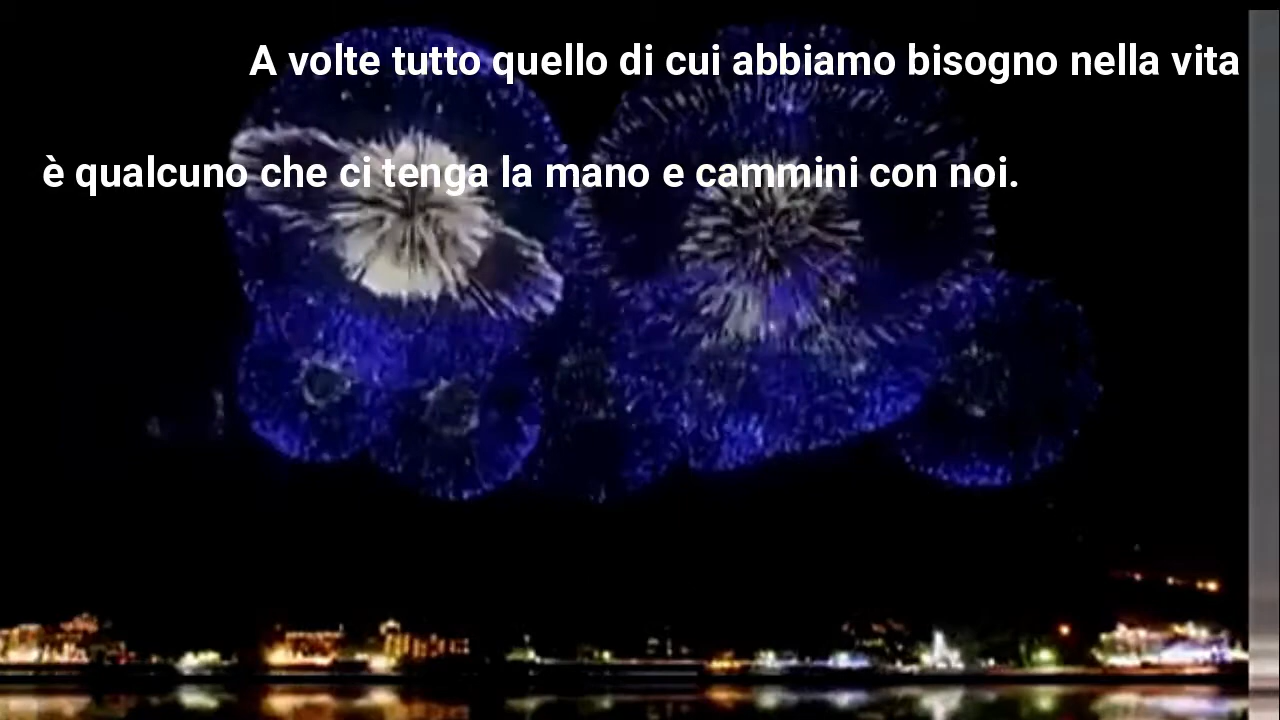 A volte tutto quello di cui abbiamo bisogno nella vita
è qualcuno che ci tenga la mano e cammini con noi.